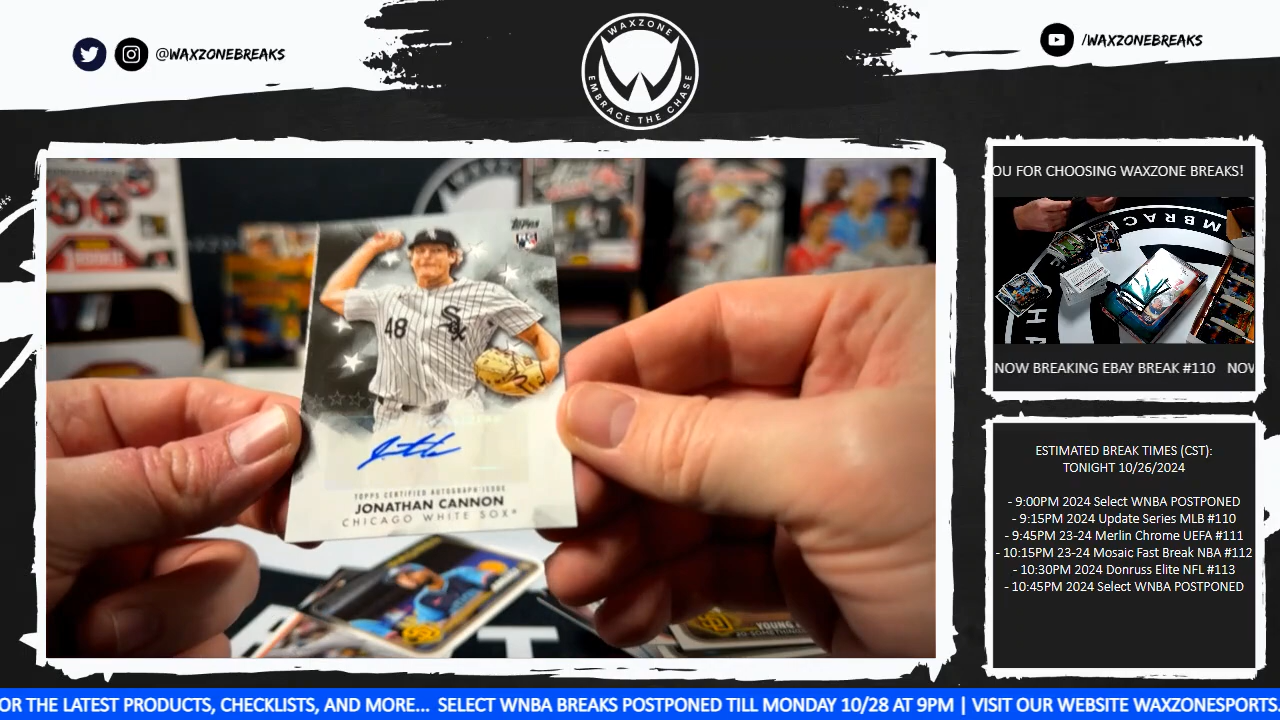 @WAXZONEBREAKS
WAXZONE
EMBRACE THE CHASE
/WAXZONEBREAKS
OU FOR CHOOSING WAXZONE BREAKS!
MBRAC
NOW BREAKING EBAY BREAK #110 NOW
ESTIMATED BREAK TIMES (CST):
TONIGHT 10/26/2024
- 9:00PM 2024 Select WNBA POSTPONED
- 9:15PM 2024 Update Series MLB #110
- 9:45PM 23-24 Merlin Chrome UEFA #111
- 10:15PM 23-24 Mosaic Fast Break NBA #112
- 10:30PM 2024 Donruss Elite NFL #113
- 10:45PM 2024 Select WNBA POSTPONED
Topps
RC
48
Sox
TOPPS CERTIFIED AUTOGRAPH ISSUE
JONATHAN CANNON
CHICAGO WHITE SOX®
YOUNG
OR THE LATEST PRODUCTS, CHECKLISTS, AND MORE... SELECT WNBA BREAKS POSTPONED TILL MONDAY 10/28 AT 9PM | VISIT OUR WEBSITE WAXZONESPORTS.